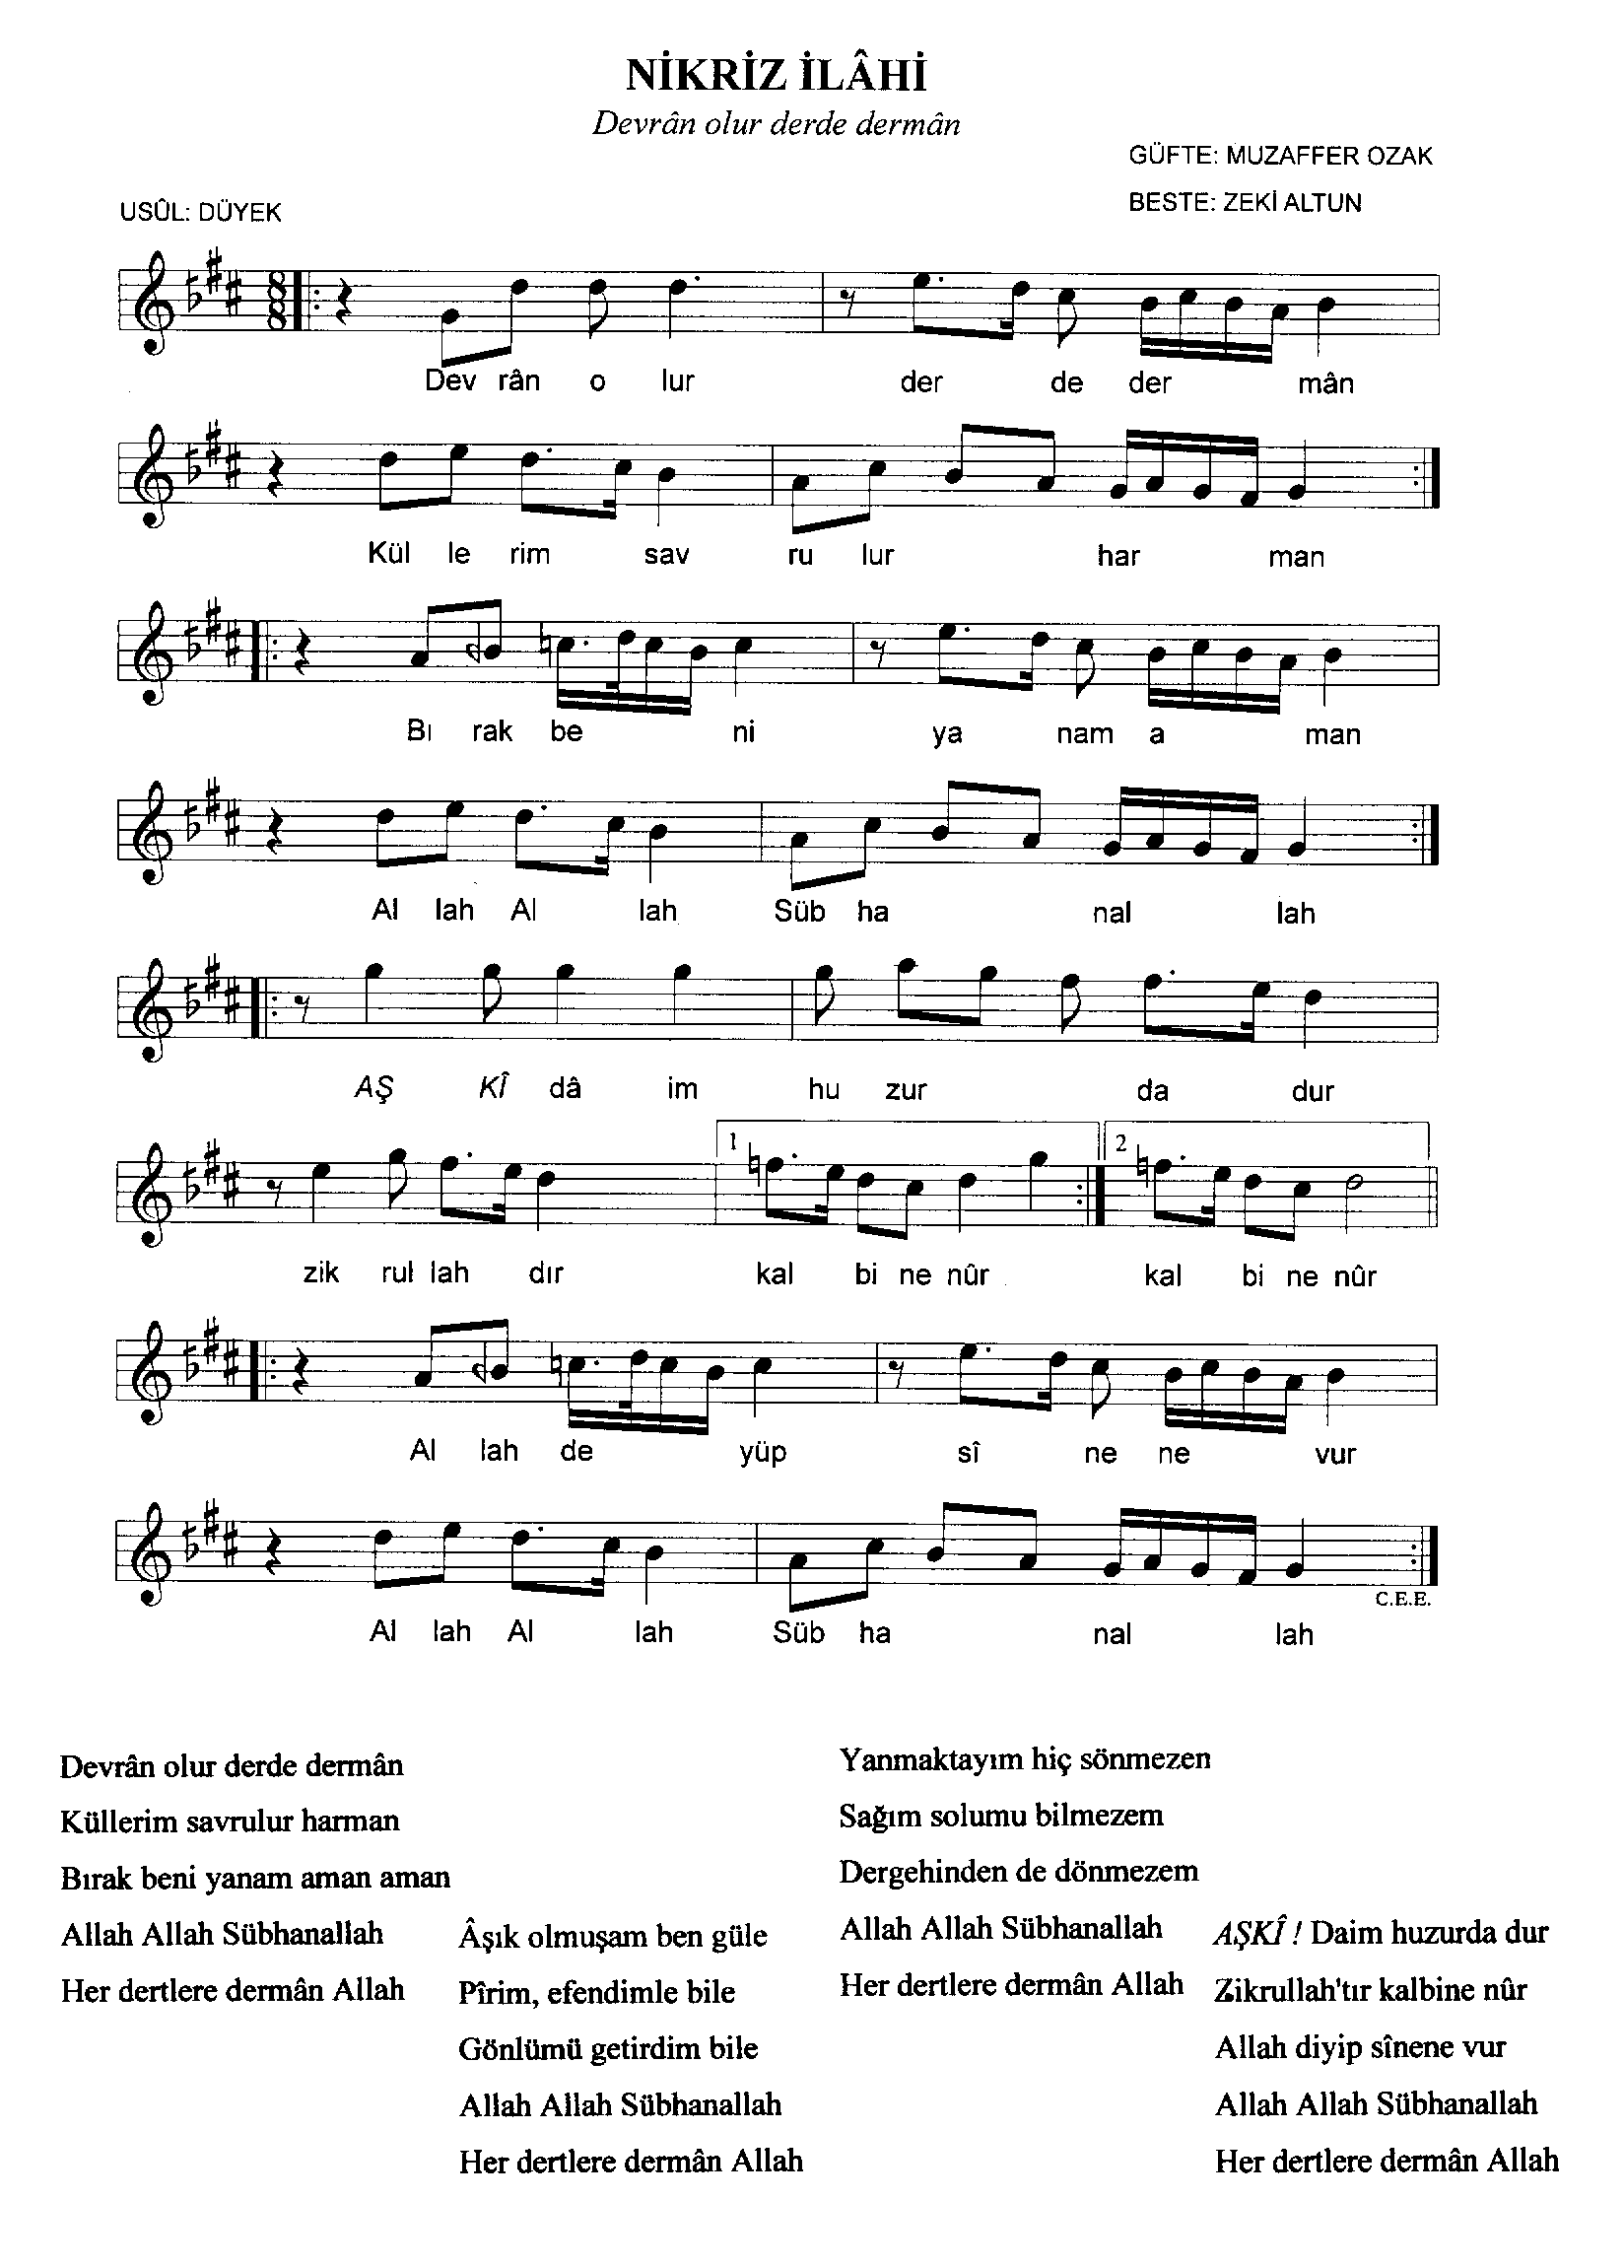 NİKRİZ İLÂHİ
Devrân olur derde dermân
GÜFTE: MUZAFFER OZAK
USÛL: DÜYEK
BESTE: ZEKİ ALTUN
8
8
Dev rân o lur der de der mân
Kül le rim sav ru lur har man
Bı rak be ni ya nam a man
Al lah Al lah Süb ha nal lah
AŞ KÎ dâ im hu zur da dur
1 2
zik rul lah dır kal bi ne nûr kal bi ne nûr
Al lah de yüp sî ne ne vur
C.E.E.
Al lah Al lah Süb ha nal lah
Devrân olur derde dermân
Küllerim savrulur harman
Bırak beni yanam aman aman
Allah Allah Sübhanallah
Her dertlere dermân Allah
Âşık olmuşam ben güle
Pîrim, efendimle bile
Gönlümü getirdim bile
Allah Allah Sübhanallah
Her dertlere dermân Allah
Yanmaktayım hiç sönmezen
Sağım solumu bilmezem
Dergehinden de dönmezem
Allah Allah Sübhanallah
Her dertlere dermân Allah
AŞKÎ ! Daim huzurda dur
Zikrullah'tır kalbine nûr
Allah diyip sînene vur
Allah Allah Sübhanallah
Her dertlere dermân Allah